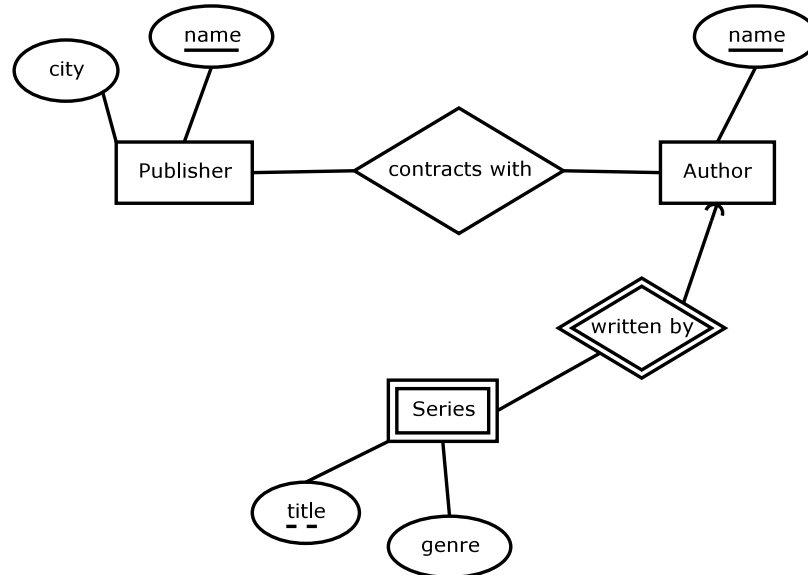 name
name
city
Publisher
contracts with
Author
written by
Series
title
genre